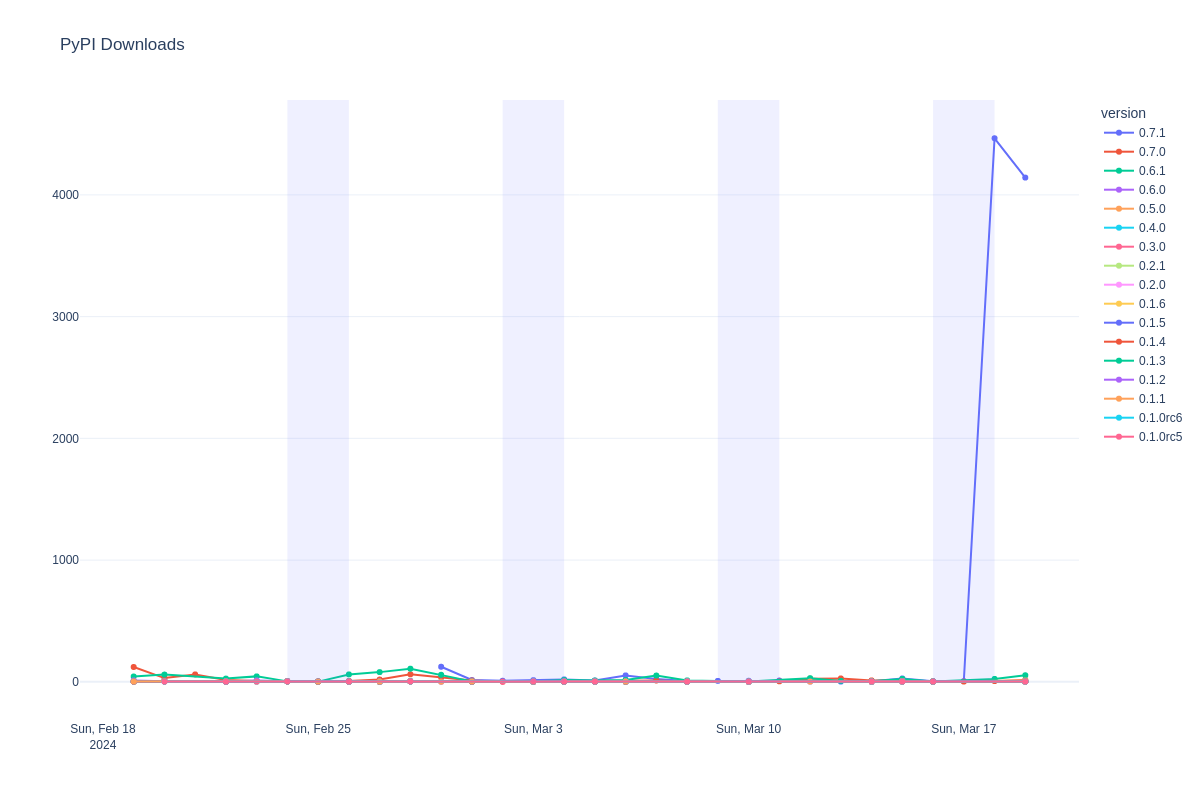 PyPI Downloads
4000
3000
2000
1000
0
Sun, Feb 18
2024
Sun, Feb 25
Sun, Mar 3
Sun, Mar 10
Sun, Mar 17
version
0.7.1
0.7.0
0.6.1
0.6.0
0.5.0
0.4.0
0.3.0
0.2.1
0.2.0
0.1.6
0.1.5
0.1.4
0.1.3
0.1.2
0.1.1
0.1.0rc6
0.1.0rc5